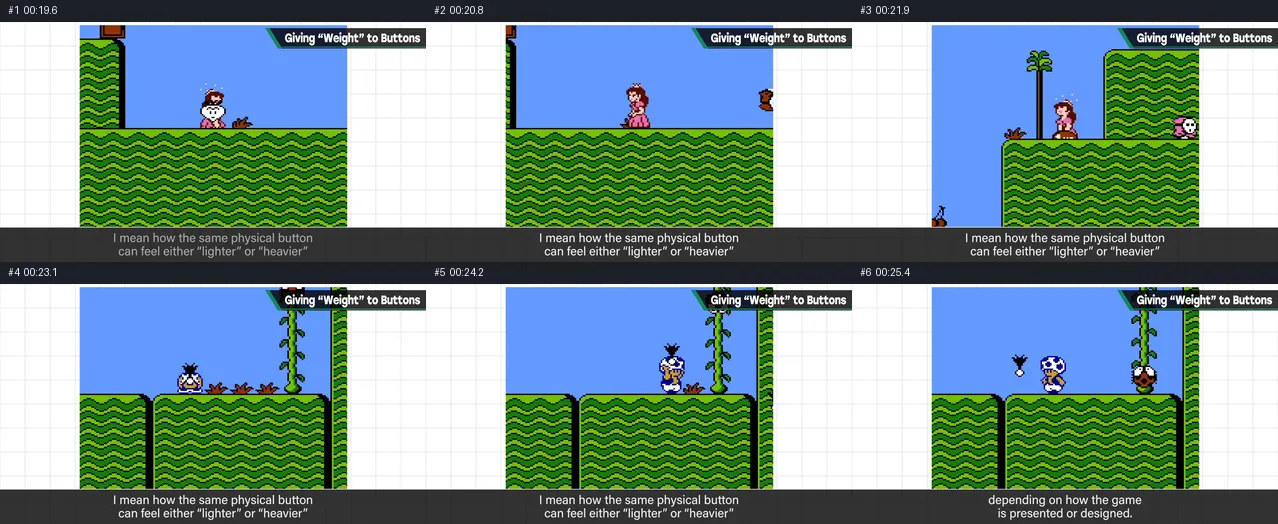 #1 00:19.6
Giving “Weight” to Buttons
I mean how the same physical button
can feel either “lighter” or “heavier”
#2 00:20.8
Giving “Weight” to Buttons
I mean how the same physical button
can feel either “lighter” or “heavier”
#3 00:21.9
Giving “Weight” to Buttons
I mean how the same physical button
can feel either “lighter” or “heavier”
#4 00:23.1
Giving “Weight” to Buttons
I mean how the same physical button
can feel either “lighter” or “heavier”
#5 00:24.2
Giving “Weight” to Buttons
I mean how the same physical button
can feel either “lighter” or “heavier”
#6 00:25.4
Giving “Weight” to Buttons
depending on how the game
is presented or designed.